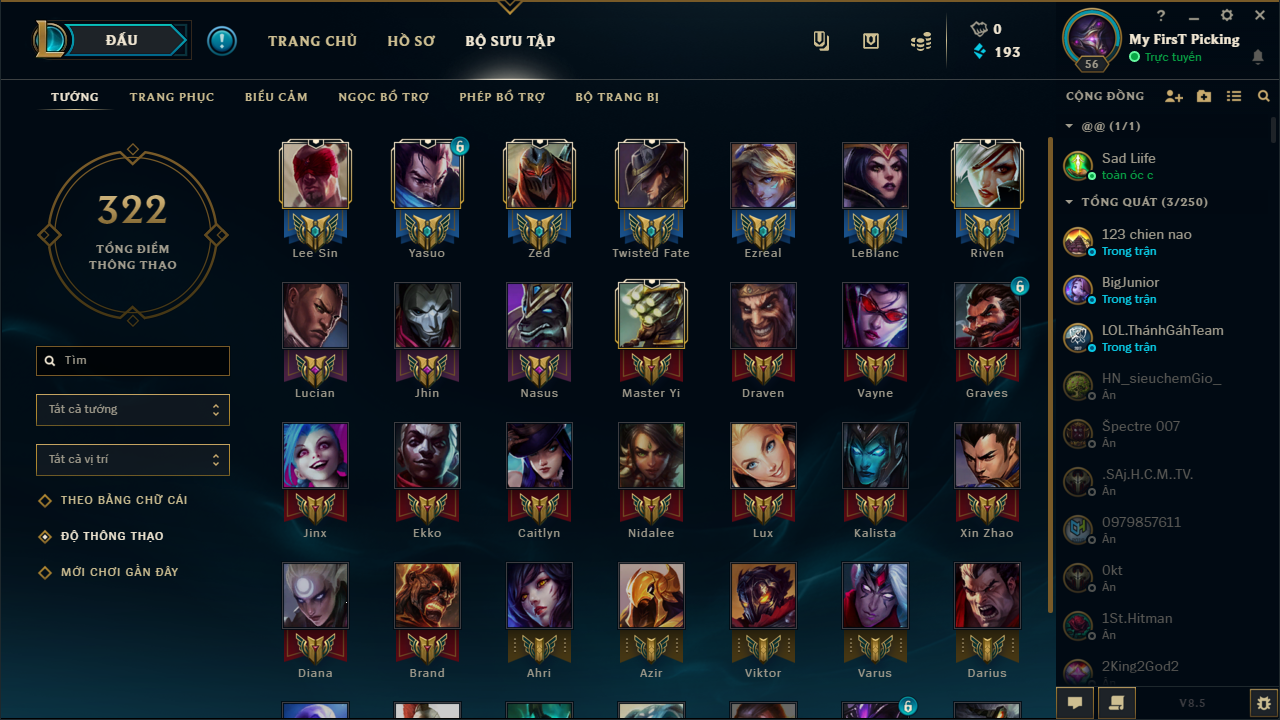 ĐẤU
!
TRANG CHỦ
HỒ SƠ
BỘ SƯU TẬP
0
193
?
56
My FirsT Picking
Trực tuyến
TƯỚNG
TRANG PHỤC
BIỂU CẢM
NGỌC BỔ TRỢ
PHÉP BỔ TRỢ
BỘ TRANG BỊ
322
TỔNG ĐIỂM
THÔNG THẠO
Tìm
Tất cả tướng
Tất cả vị trí
THEO BẢNG CHỮ CÁI
ĐỘ THÔNG THẠO
MỚI CHƠI GẦN ĐÂY
6
Lee Sin
Yasuo
Zed
Twisted Fate
Ezreal
LeBlanc
Riven
6
Lucian
Jhin
Nasus
Master Yi
Draven
Vayne
Graves
Jinx
Ekko
Caitlyn
Nidalee
Lux
Kalista
Xin Zhao
Diana
Brand
Ahri
Azir
Viktor
Varus
Darius
6
CỘNG ĐỒNG
@@ (1/1)
Sad Liife
toàn óc c
TỔNG QUÁT (3/250)
123 chien nao
Trong trận
BigJunior
Trong trận
LOL.ThánhGáhTeam
Trong trận
HN_sieuchemGio_
Ẩn
Špectre 007
Ẩn
.SAj.H.C.M..TV.
Ẩn
0979857611
Ẩn
0kt
Ẩn
1St.Hitman
Ẩn
2King2God2
Ẩn
V8.5